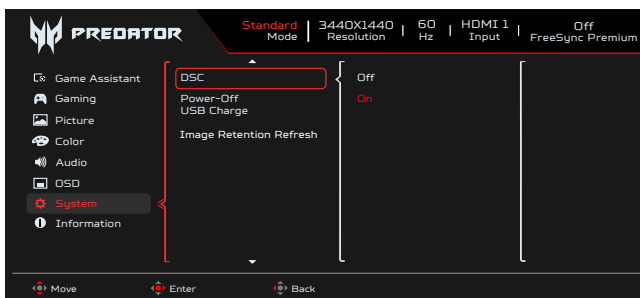 PREDATOR
Standard Mode | 3440X1440 Resolution | 60 Hz | HDMI 1 Input | Off FreeSync Premium
Game Assistant
Gaming
Picture
Color
Audio
OSD
System
Information
DSC
Power-Off
USB Charge
Image Retention Refresh
Off
On
Move
Enter
Back